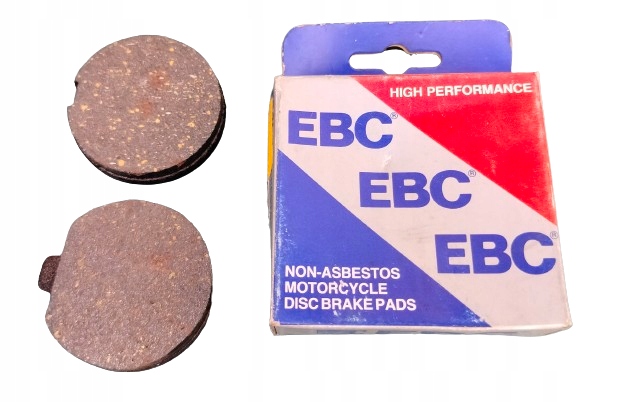 HIGH PERFORMANCE
EBC®
EBC®
EBC®
NON-ASBESTOS
MOTORCYCLE
DISC BRAKE PADS